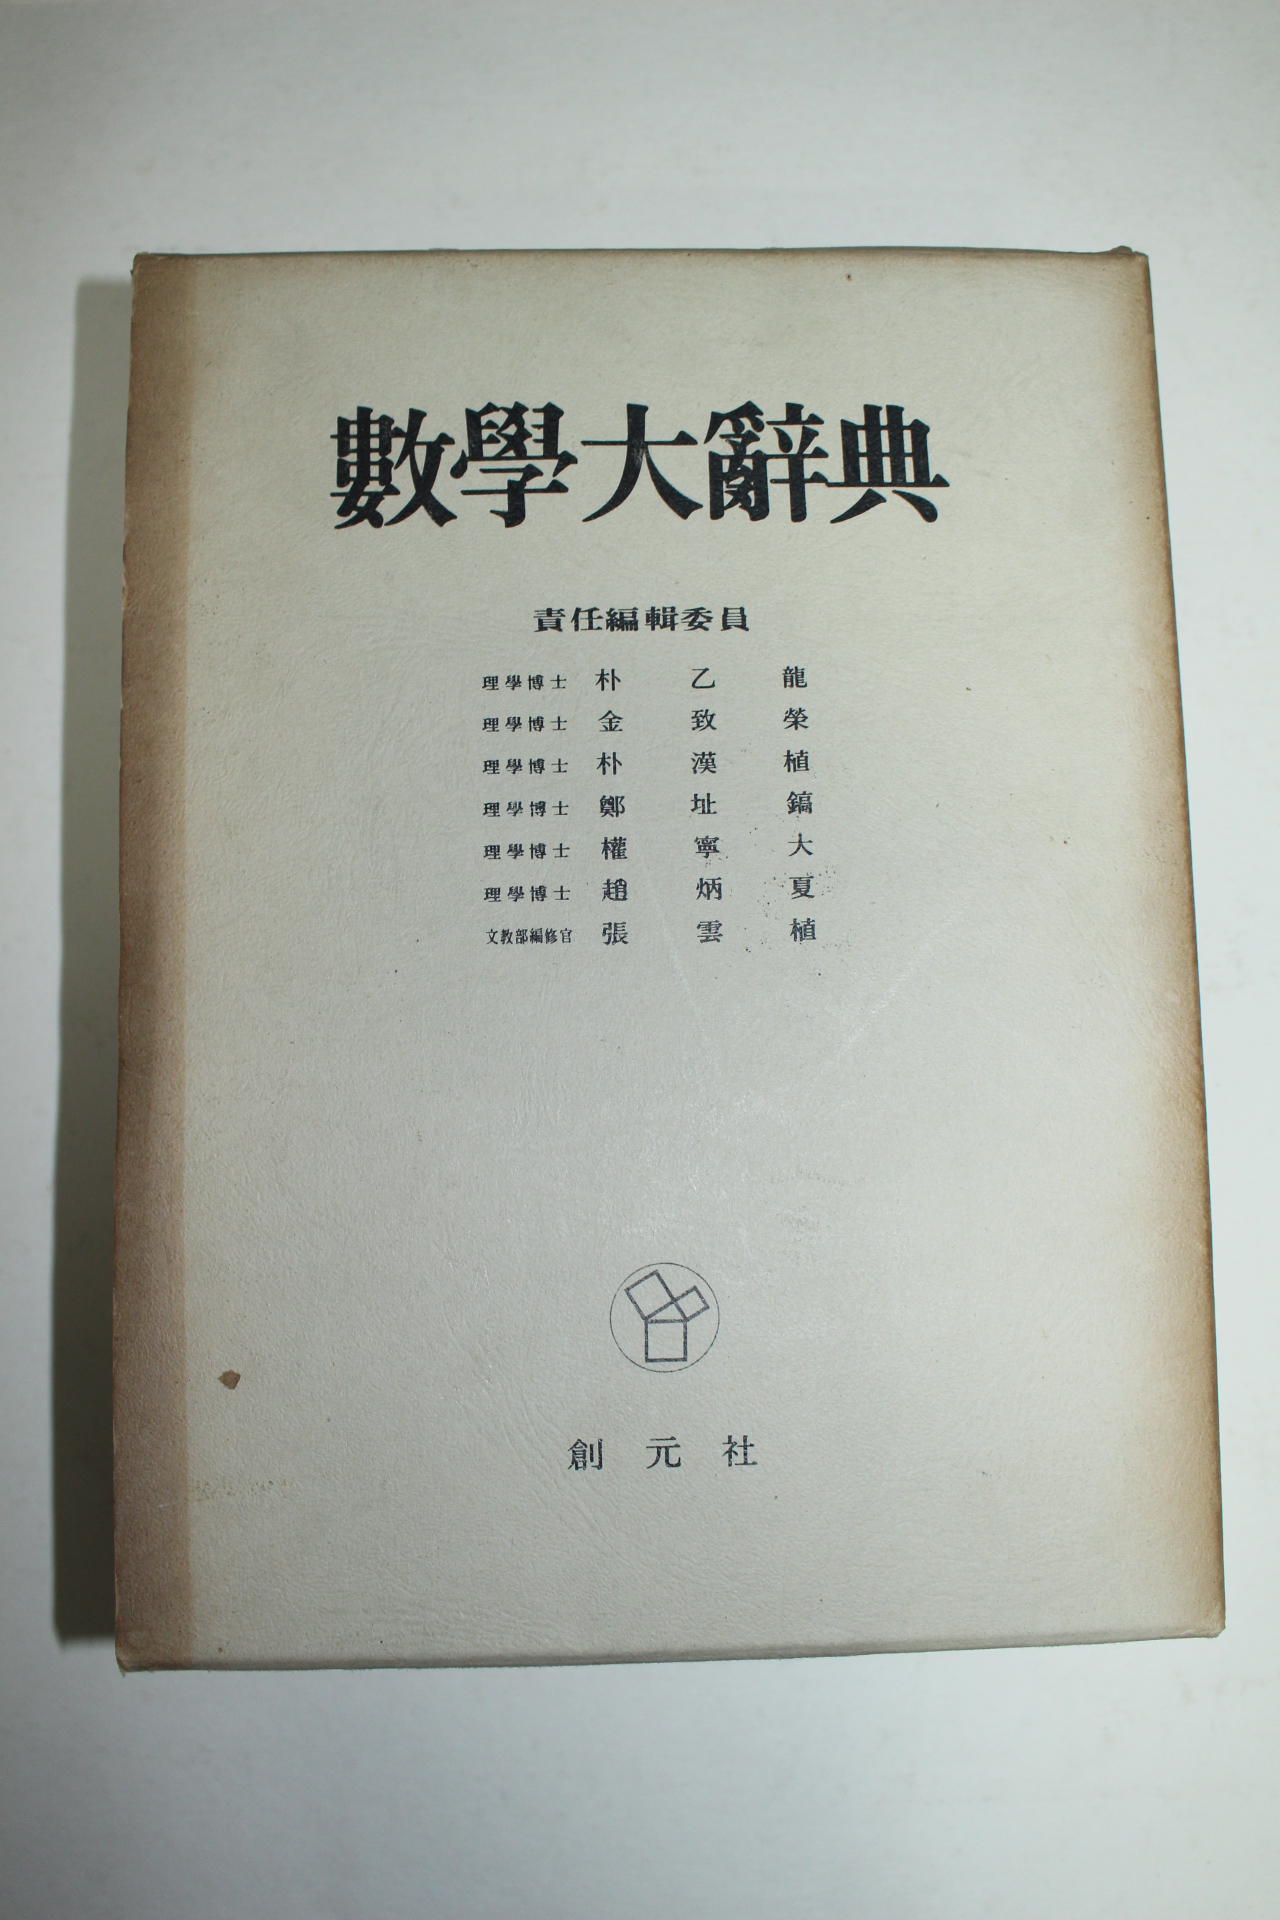 數學大辭典
責任編輯委員
理學博士 朴乙龍
理學博士 金致榮
理學博士 朴漢植
理學博士 鄭址鎬
理學博士 權寧大
理學博士 趙炳夏
文教部編修官 張雲植
創元社